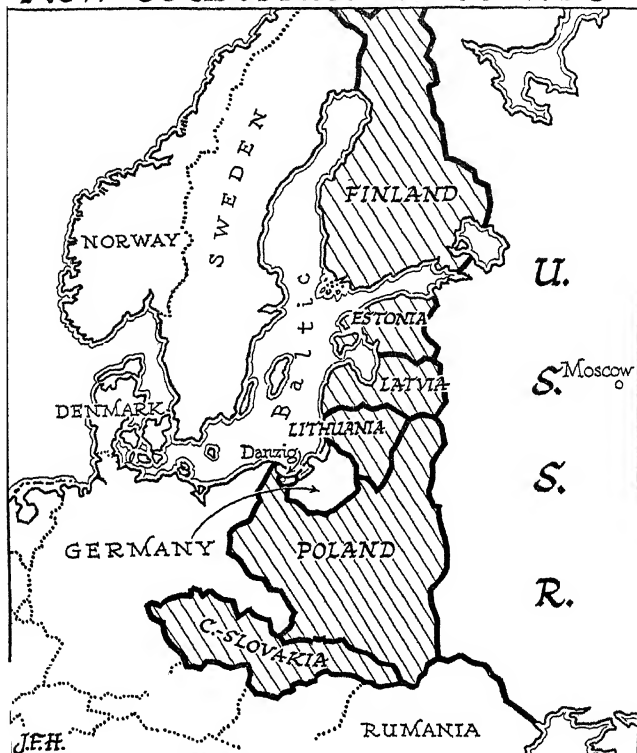 NORWAY
SWEDEN
FINLAND
Baltic
ESTONIA
LATVIA
LITHUANIA
DENMARK
Danzig
GERMANY
POLAND
C.-SLOVAKIA
RUMANIA
U.
S.
S.
R.
Moscow
J.F.H.